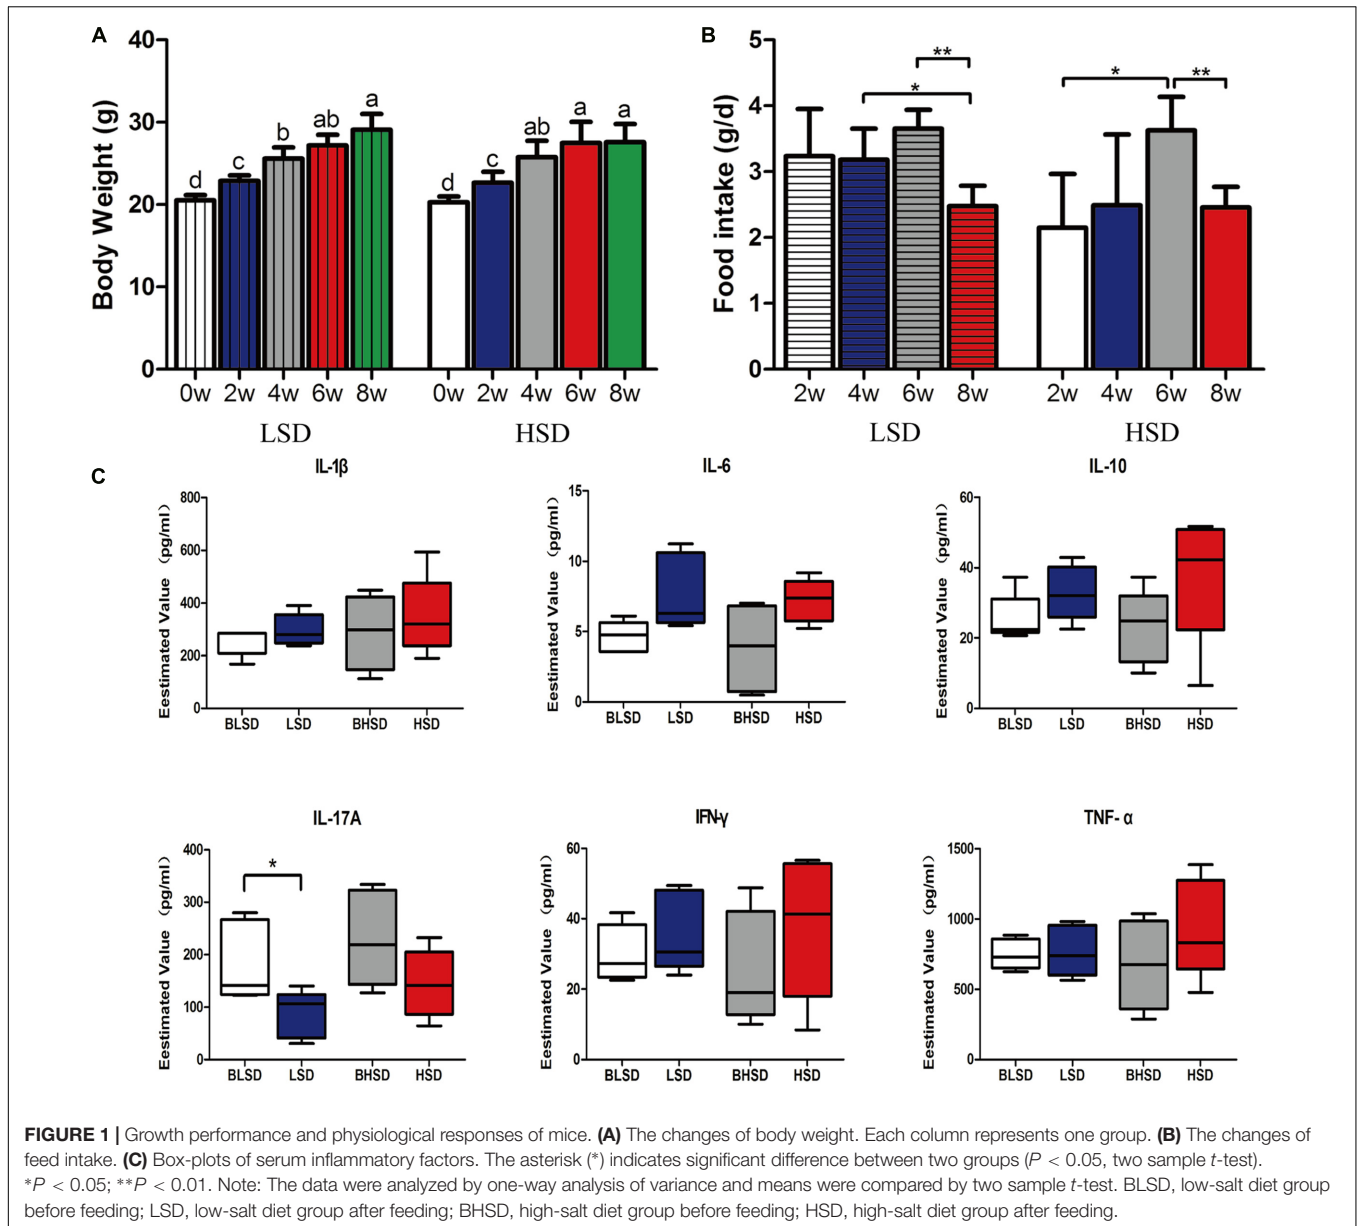 A
Body Weight (g)
40
30
20
10
0
d
c
b
ab
a
d
c
ab
a
a
0w 2w 4w 6w 8w
0w 2w 4w 6w 8w
LSD
HSD
B
Food intake (g/d)
5
4
3
2
1
0
*
**
*
**
2w 4w 6w 8w
2w 4w 6w 8w
LSD
HSD
C
IL-1β
Eestimated Value (pg/ml)
800
600
400
200
0
BLSD LSD BHSD HSD
IL-6
Eestimated Value (pg/ml)
15
10
5
0
BLSD LSD BHSD HSD
IL-10
Eestimated Value (pg/ml)
60
40
20
0
BLSD LSD BHSD HSD
IL-17A
Eestimated Value (pg/ml)
400
300
200
100
0
*
BLSD LSD BHSD HSD
IFN-γ
Eestimated Value (pg/ml)
60
40
20
0
BLSD LSD BHSD HSD
TNF- α
Eestimated Value (pg/ml)
1500
1000
500
0
BLSD LSD BHSD HSD
FIGURE 1 | Growth performance and physiological responses of mice. (A) The changes of body weight. Each column represents one group. (B) The changes of
feed intake. (C) Box-plots of serum inflammatory factors. The asterisk (*) indicates significant difference between two groups (P < 0.05, two sample t-test).
*P < 0.05; **P < 0.01. Note: The data were analyzed by one-way analysis of variance and means were compared by two sample t-test. BLSD, low-salt diet group
before feeding; LSD, low-salt diet group after feeding; BHSD, high-salt diet group before feeding; HSD, high-salt diet group after feeding.